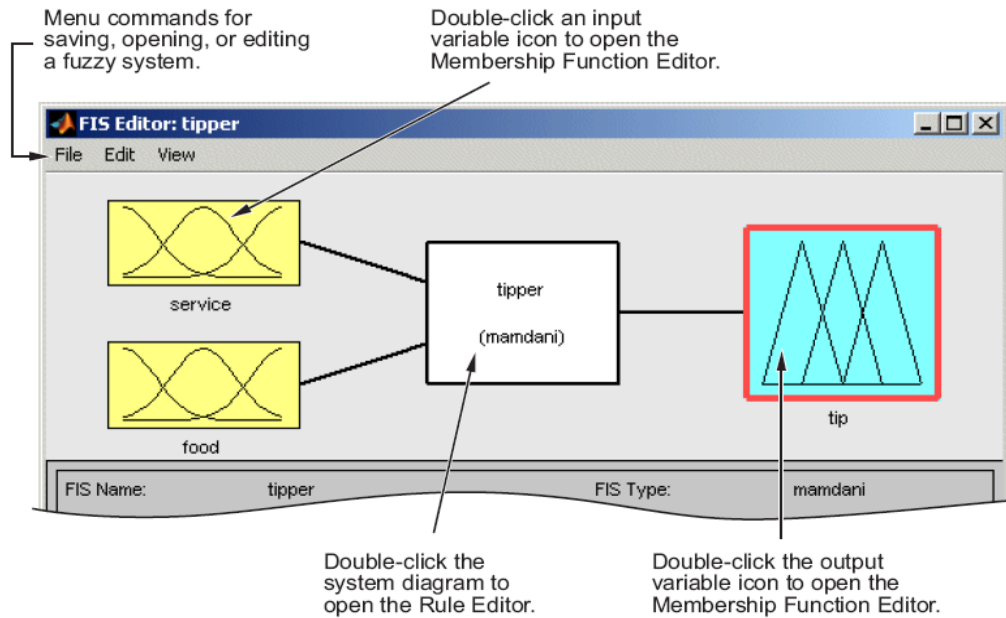 Menu commands for
saving, opening, or editing
a fuzzy system.
Double-click an input
variable icon to open the
Membership Function Editor.
FIS Editor: tipper
File Edit View
service
food
tipper
(mamdani)
tip
FIS Name: tipper FIS Type: mamdani
Double-click the
system diagram to
open the Rule Editor.
Double-click the output
variable icon to open the
Membership Function Editor.